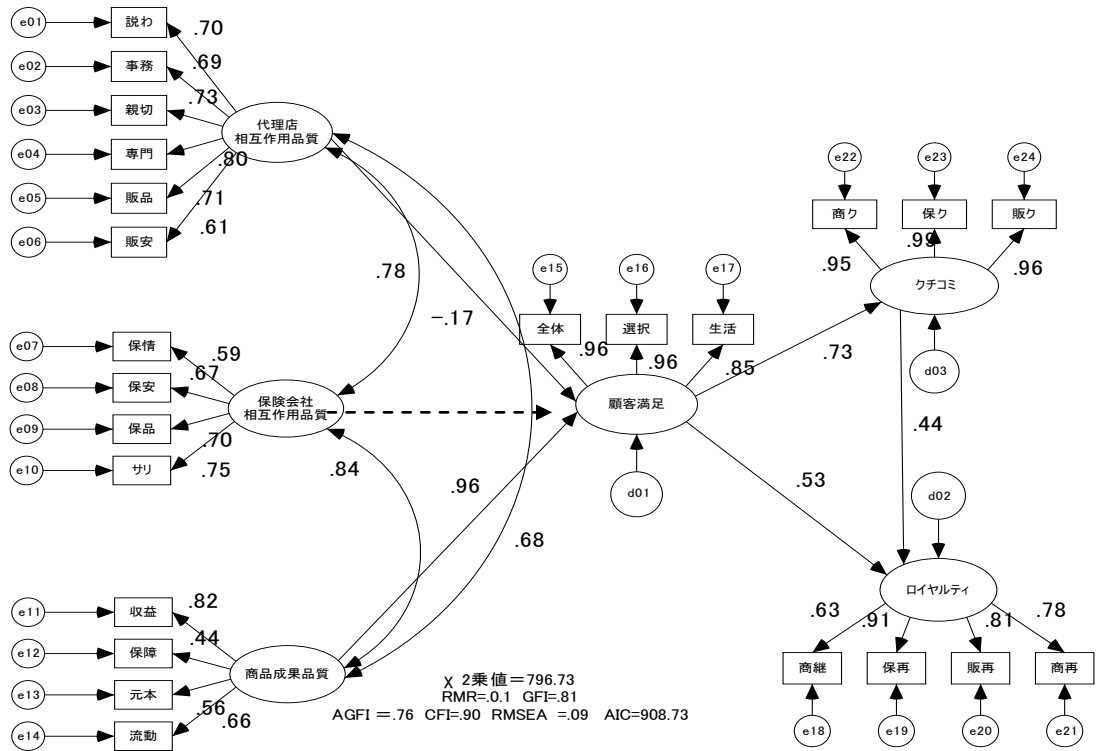 e01
説わ
.70
e02
事務
.69
e03
親切
.73
代理店
相互作用品質
e04
専門
.80
e05
販品
.71
e06
販安
.61
.78
-.17
e07
保情
.59
e08
保安
.67
保険会社
相互作用品質
e09
保品
.70
e10
サリ
.75
.84
.96
.68
e11
収益
.82
e12
保障
.44
商品成果品質
e13
元本
.56
e14
流動
.66
e15
e16
e17
全体
選択
生活
.96
.96
.85
顧客満足
d01
e22
e23
e24
商ク
保ク
販ク
.95
.99
.96
クチコミ
d03
.73
.44
.53
d02
ロイヤルティ
.63
.91
.81
.78
商継
保再
販再
商再
e18
e19
e20
e21
χ 2乗値=796.73
RMR=.0.1 GFI=.81
AGFI =.76 CFI=.90 RMSEA =.09 AIC=908.73